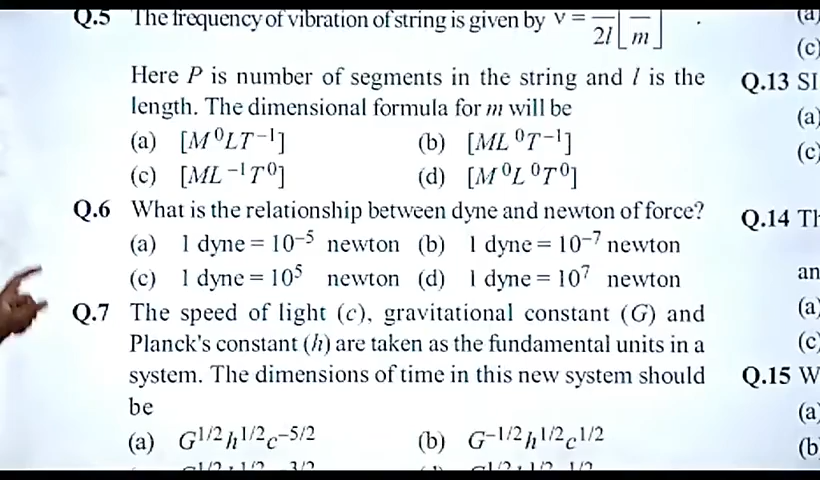 Q.5 The frequency of vibration of string is given by ν =
2l [ m ]
Here P is number of segments in the string and l is the
length. The dimensional formula for m will be
(a) [M⁰LT⁻¹] (b) [ML⁰T⁻¹]
(c) [ML⁻¹T⁰] (d) [M⁰L⁰T⁰]
Q.6 What is the relationship between dyne and newton of force?
(a) 1 dyne = 10⁻⁵ newton (b) 1 dyne = 10⁻⁷ newton
(c) 1 dyne = 10⁵ newton (d) 1 dyne = 10⁷ newton
Q.7 The speed of light (c), gravitational constant (G) and
Planck's constant (h) are taken as the fundamental units in a
system. The dimensions of time in this new system should
be
(a) G^1/2 h^1/2 c^-5/2 (b) G^-1/2 h^1/2 c^1/2
(a)
(c)
Q.13 SI
(a)
(c)
Q.14
an
(a)
(c)
Q.15 W
(a)
(b)